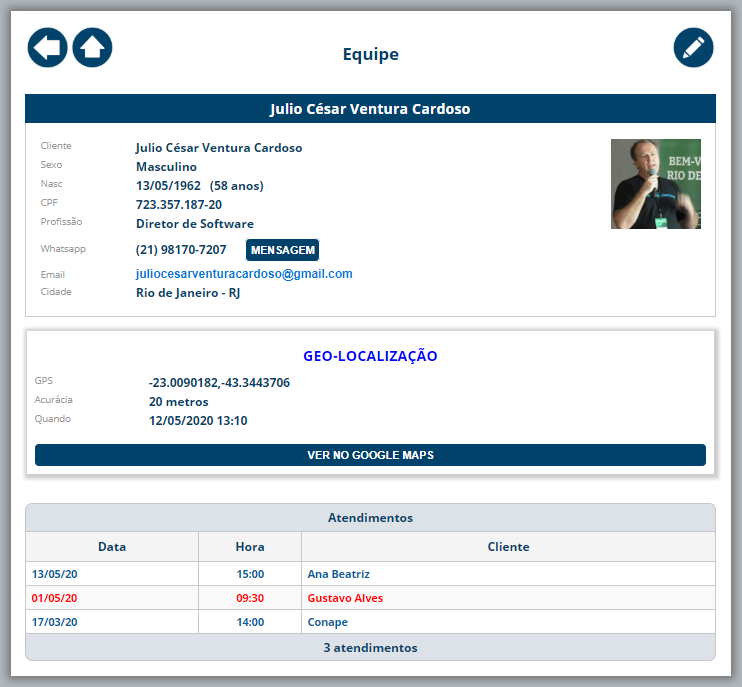 Equipe
Julio César Ventura Cardoso
Cliente Julio César Ventura Cardoso
Sexo Masculino
Nasc 13/05/1962 (58 anos)
CPF 723.357.187-20
Profissão Diretor de Software
Whatsapp (21) 98170-7207 MENSAGEM
Email juliocesarventuracardoso@gmail.com
Cidade Rio de Janeiro - RJ
BEM-V
RIO DE
GEO-LOCALIZAÇÃO
GPS -23.0090182,-43.3443706
Acurácia 20 metros
Quando 12/05/2020 13:10
VER NO GOOGLE MAPS
Atendimentos
Data Hora Cliente
13/05/20 15:00 Ana Beatriz
01/05/20 09:30 Gustavo Alves
17/03/20 14:00 Conape
3 atendimentos